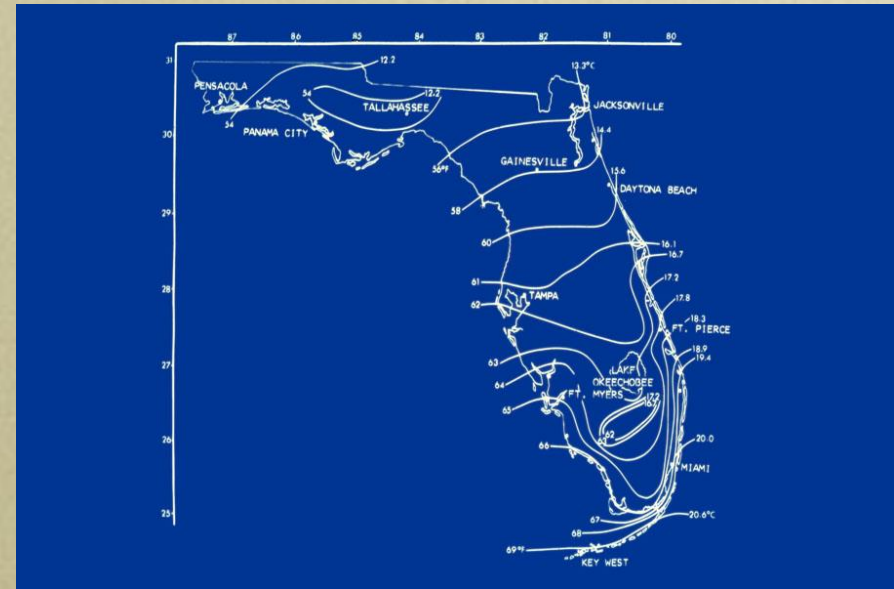 87 86 85 84 83 82 81 80
31
12.2
13.3°C
PENSACOLA
54
12.2
TALLAHASSEE
JACKSONVILLE
54
PANAMA CITY
14.4
30
56°F
GAINESVILLE
15.6
DAYTONA BEACH
58
29
60
16.1
16.7
61
17.2
28
62
TAMPA
17.8
18.3
FT. PIERCE
18.9
63
19.4
27
LAKE
OKEECHOBEE
64
FT. MYERS
17.2
65
62
26
66
20.0
MIAMI
25
67
20.6°C
68
69°F
KEY WEST